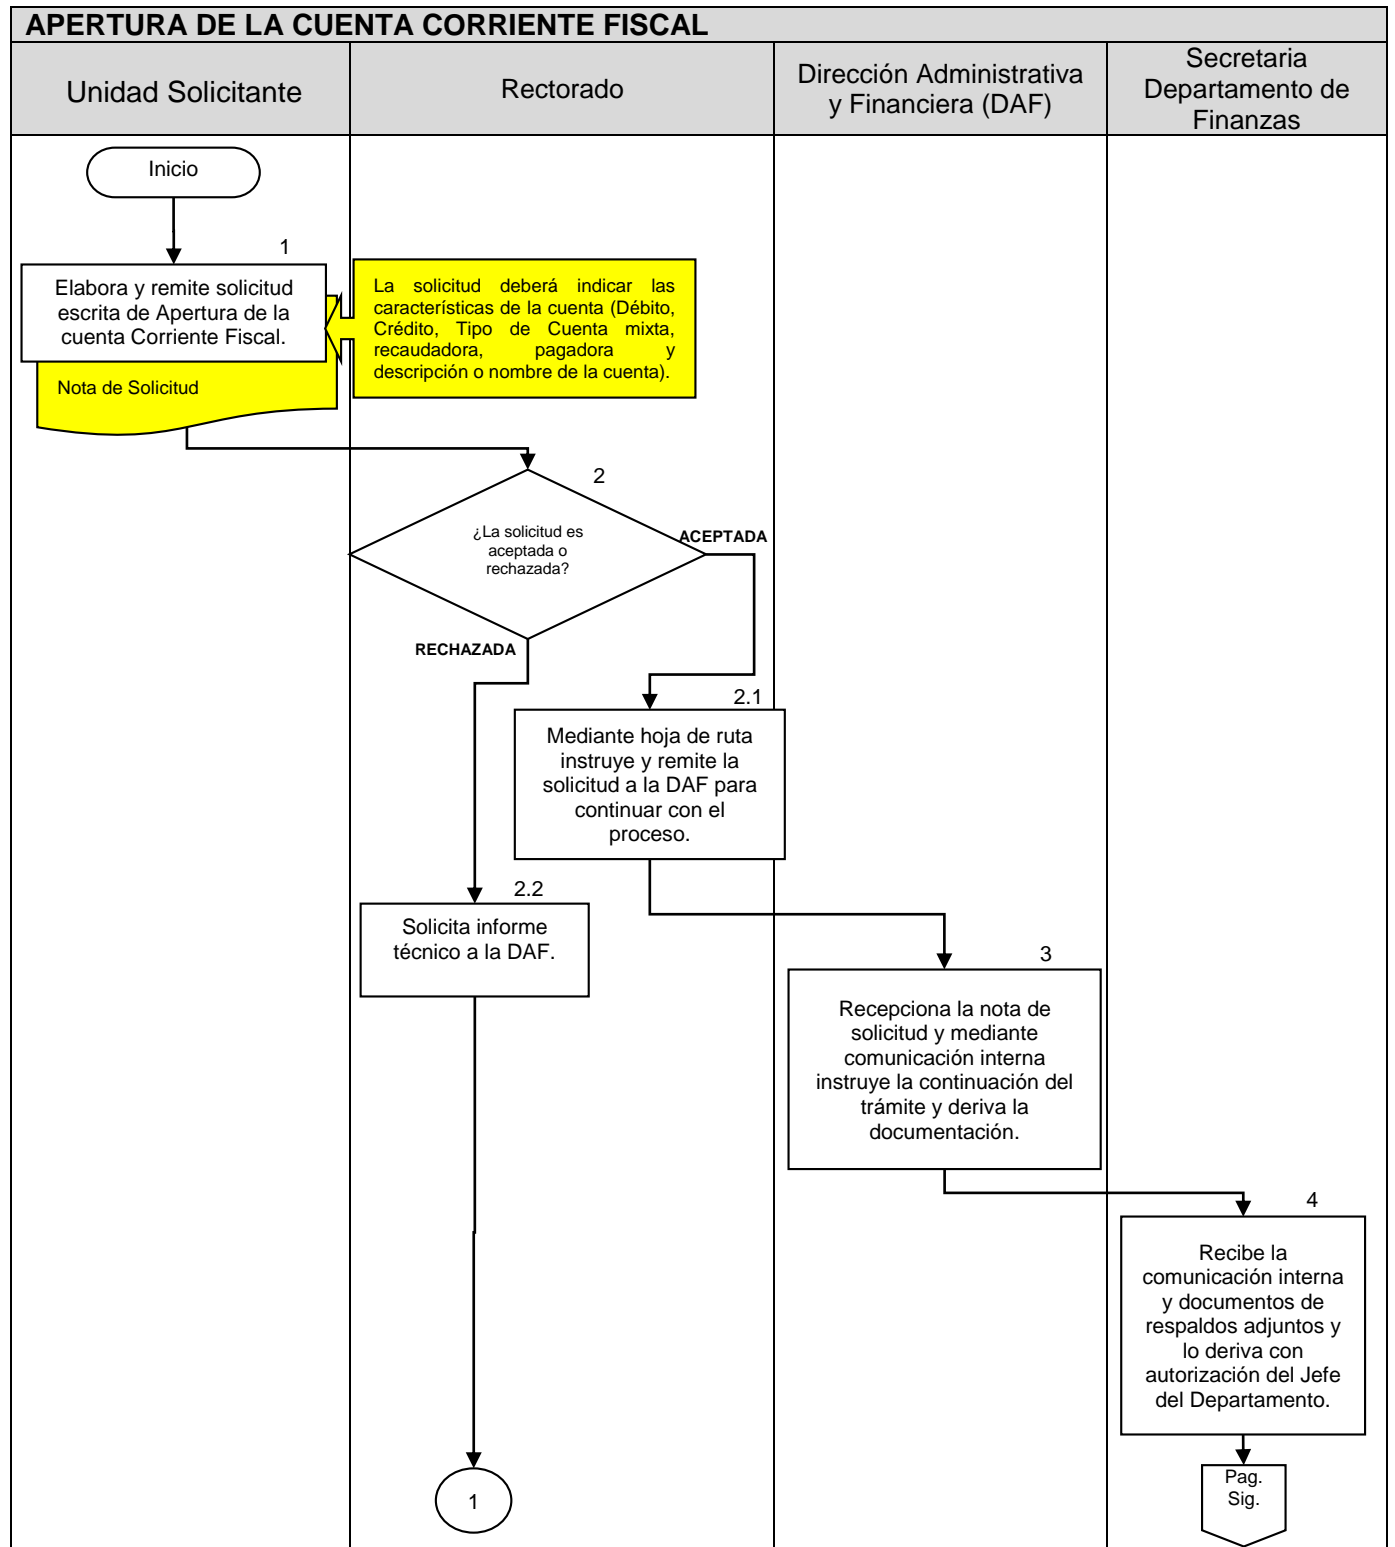 APERTURA DE LA CUENTA CORRIENTE FISCAL
Unidad Solicitante
Rectorado
Dirección Administrativa
y Financiera (DAF)
Secretaria
Departamento de
Finanzas
Inicio
1
Elabora y remite solicitud
escrita de Apertura de la
cuenta Corriente Fiscal.
Nota de Solicitud
La solicitud deberá indicar las
características de la cuenta (Débito,
Crédito, Tipo de Cuenta mixta,
recaudadora, pagadora y
descripción o nombre de la cuenta).
2
¿La solicitud es
aceptada o
rechazada?
ACEPTADA
RECHAZADA
2.1
Mediante hoja de ruta
instruye y remite la
solicitud a la DAF para
continuar con el
proceso.
2.2
Solicita informe
técnico a la DAF.
3
Recepciona la nota de
solicitud y mediante
comunicación interna
instruye la continuación del
trámite y deriva la
documentación.
4
Recibe la
comunicación interna
y documentos de
respaldos adjuntos y
lo deriva con
autorización del Jefe
del Departamento.
1
Pag.
Sig.